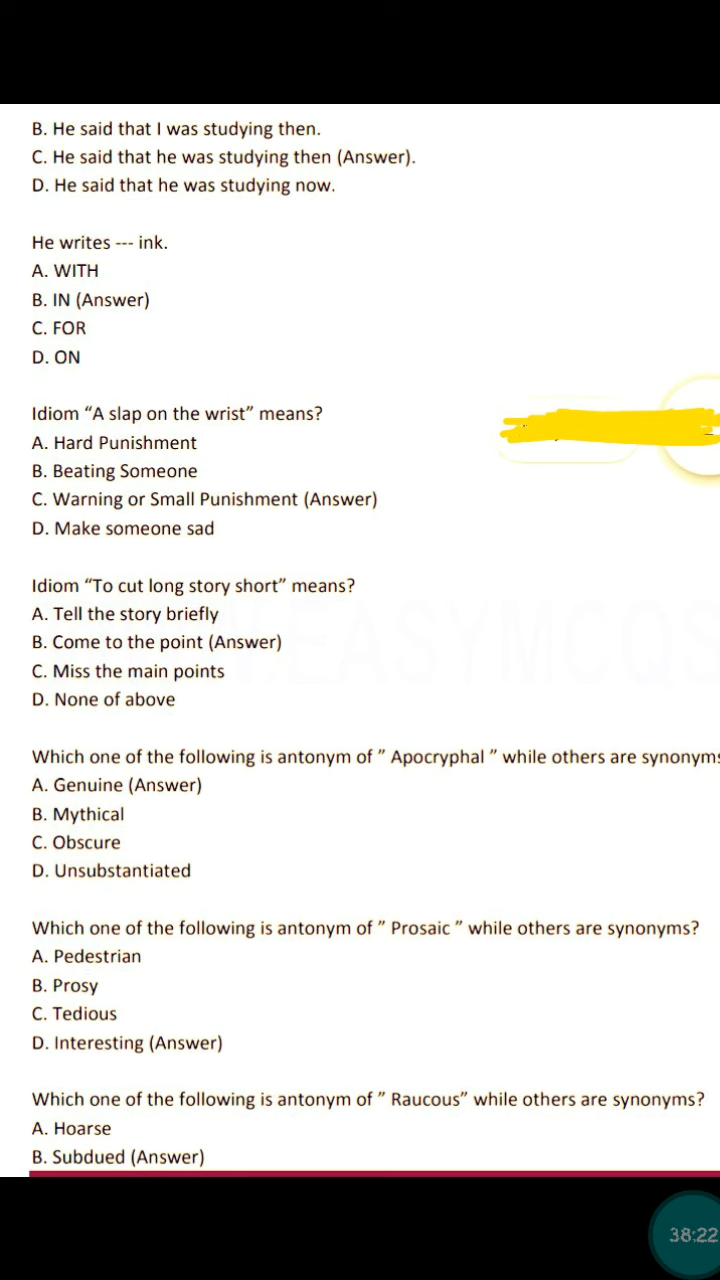 B. He said that I was studying then.
C. He said that he was studying then (Answer).
D. He said that he was studying now.
He writes --- ink.
A. WITH
B. IN (Answer)
C. FOR
D. ON
Idiom “A slap on the wrist” means?
A. Hard Punishment
B. Beating Someone
C. Warning or Small Punishment (Answer)
D. Make someone sad
Idiom “To cut long story short” means?
A. Tell the story briefly
B. Come to the point (Answer)
C. Miss the main points
D. None of above
EASYMCQS
Which one of the following is antonym of ” Apocryphal ” while others are synonyms
A. Genuine (Answer)
B. Mythical
C. Obscure
D. Unsubstantiated
Which one of the following is antonym of ” Prosaic ” while others are synonyms?
A. Pedestrian
B. Prosy
C. Tedious
D. Interesting (Answer)
Which one of the following is antonym of ” Raucous” while others are synonyms?
A. Hoarse
B. Subdued (Answer)
38:22